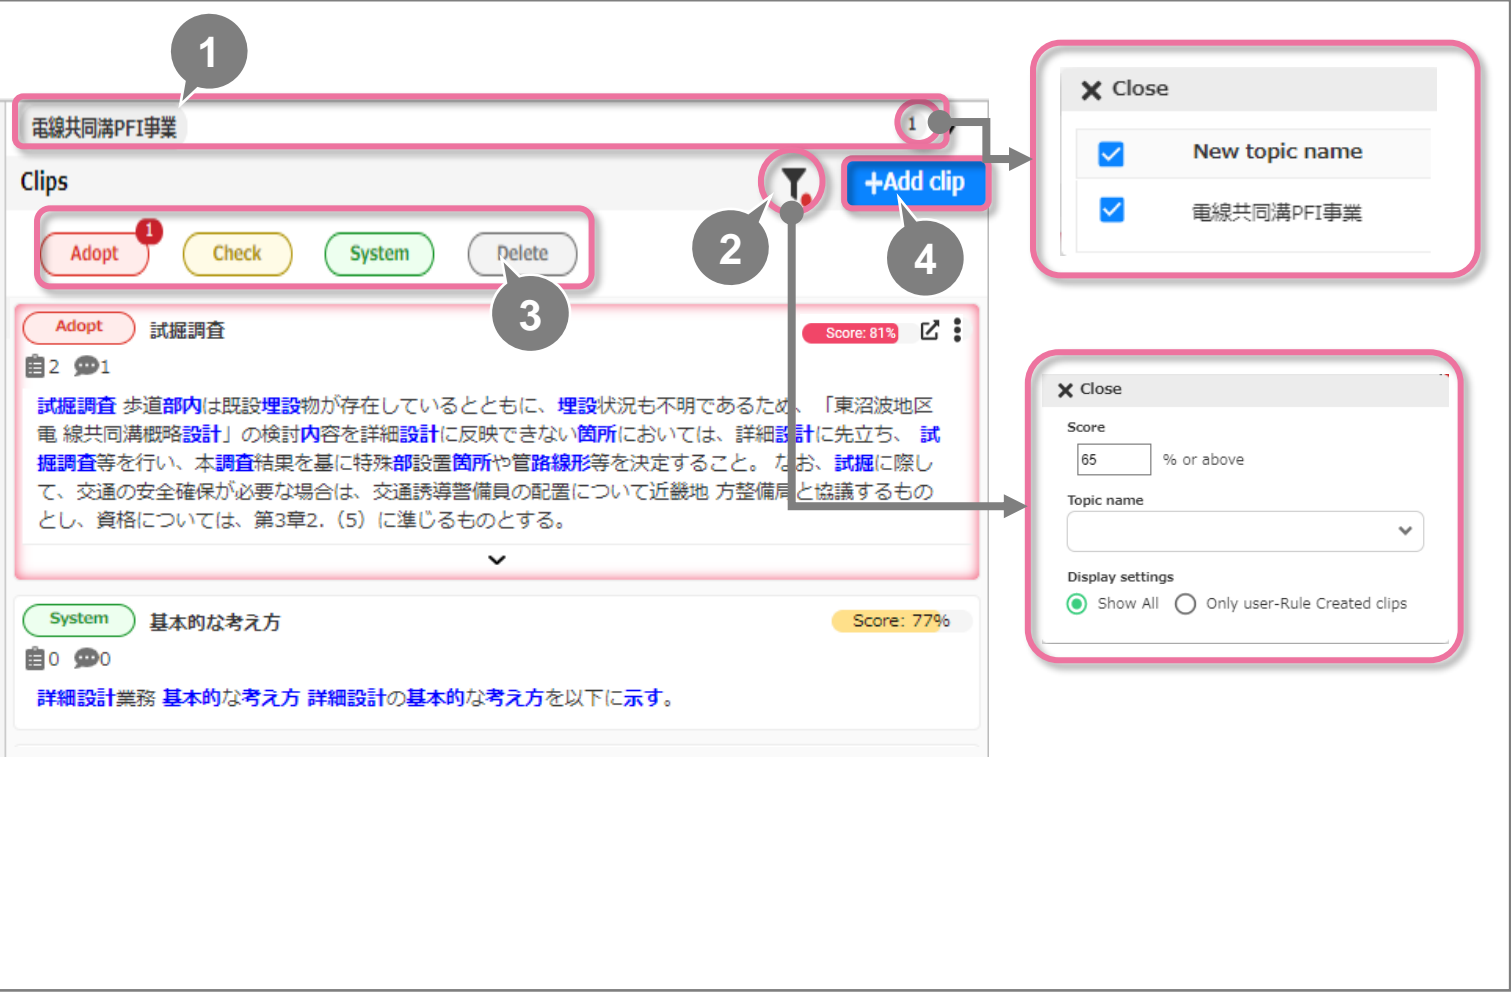 1
電線共同溝PFI事業
1
Clips
+Add clip
2
4
Adopt
1
Check
System
Delete
3
Adopt
試掘調査
Score: 81%
2
1
試掘調査 歩道部内は既設埋設物が存在しているとともに、埋設状況も不明であるため、「東沼波地区
電 線共同溝概略設計」の検討内容を詳細設計に反映できない箇所においては、詳細設計に先立ち、 試
掘調査等を行い、本調査結果を基に特殊部設置箇所や管路線形等を決定すること。 なお、試掘に際し
て、交通の安全確保が必要な場合は、交通誘導警備員の配置について近畿地 方整備局と協議するもの
とし、資格については、第3章2.（5）に準じるものとする。
System
基本的な考え方
Score: 77%
0
0
詳細設計業務 基本的な考え方 詳細設計の基本的な考え方を以下に示す。
Close
New topic name
電線共同溝PFI事業
Close
Score
65
% or above
Topic name
Display settings
Show All
Only user-Rule Created clips